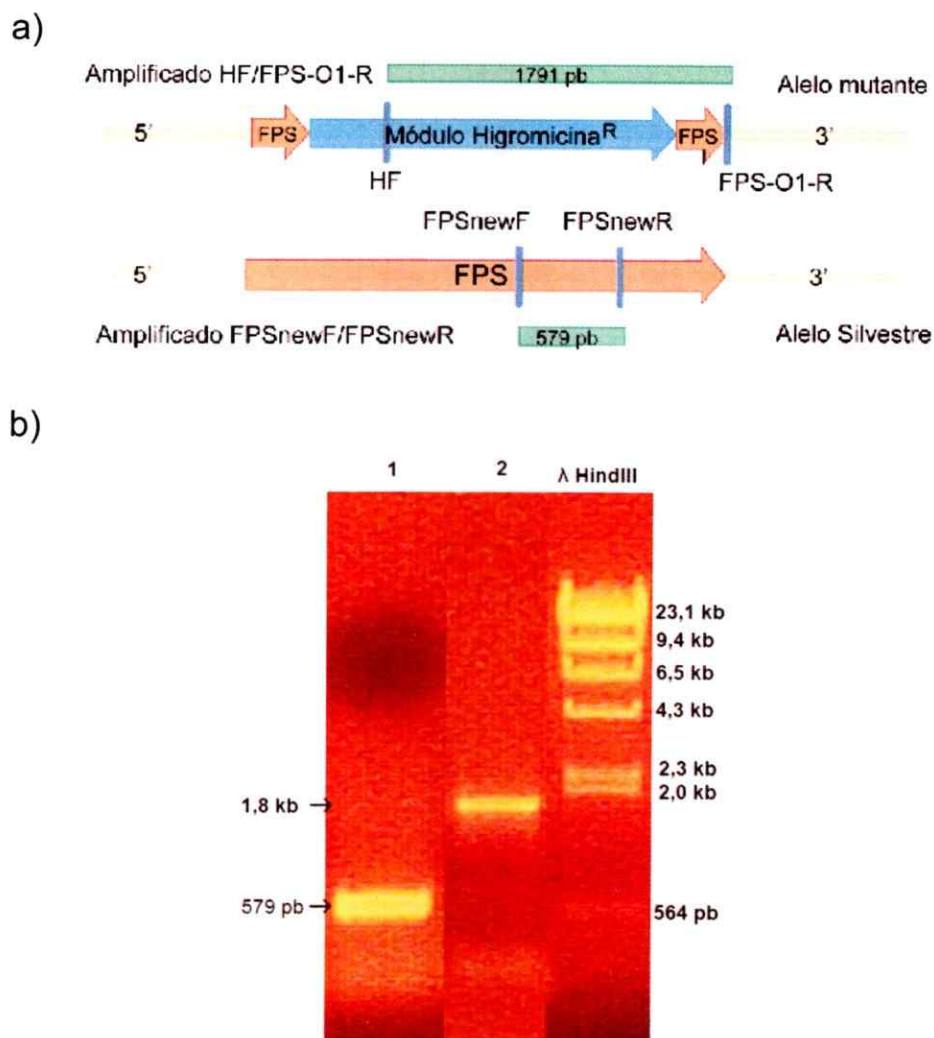 a)
Amplificado HF/FPS-O1-R
1791 pb
Alelo mutante
5'
FPS
Módulo Higromicina^R
FPS
3'
HF
FPS-O1-R
FPSnewF
FPSnewR
5'
FPS
3'
Amplificado FPSnewF/FPSnewR
579 pb
Alelo Silvestre
b)
1
2
λ HindIII
23,1 kb
9,4 kb
6,5 kb
4,3 kb
2,3 kb
2,0 kb
1,8 kb →
579 pb →
564 pb